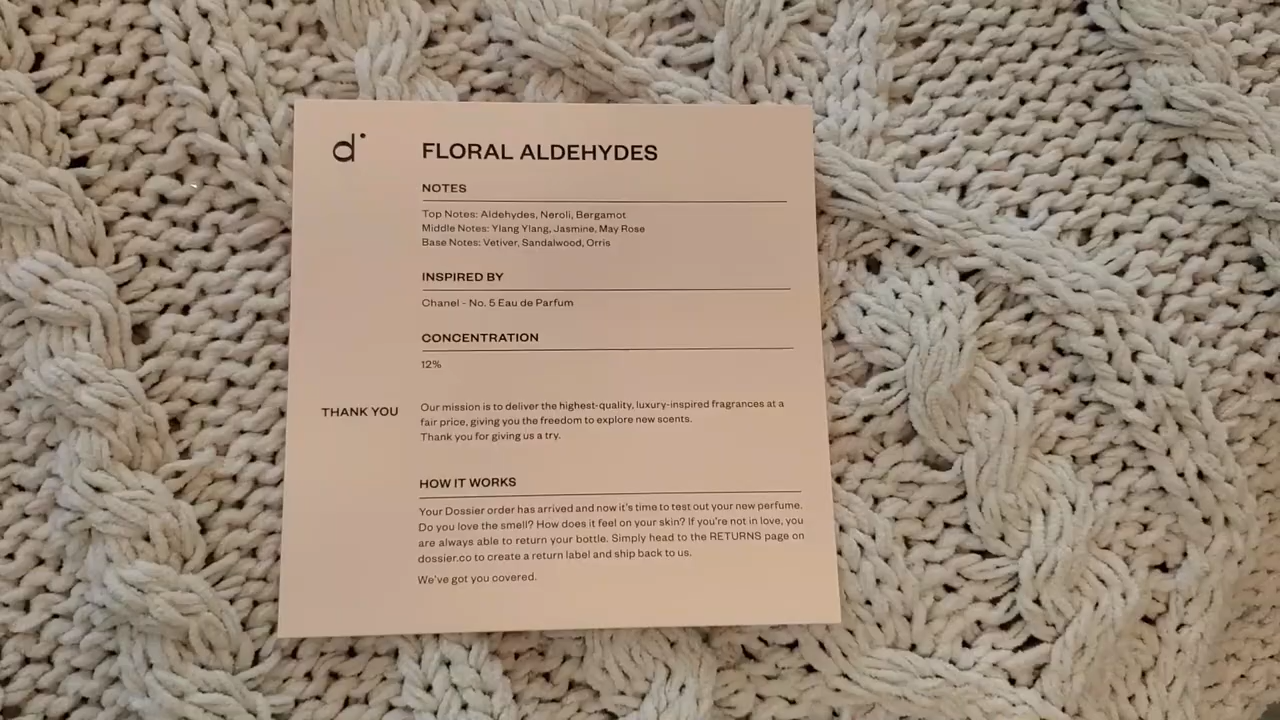 d·
FLORAL ALDEHYDES
NOTES
Top Notes: Aldehydes, Neroli, Bergamot
Middle Notes: Ylang Ylang, Jasmine, May Rose
Base Notes: Vetiver, Sandalwood, Orris
INSPIRED BY
Chanel - No. 5 Eau de Parfum
CONCENTRATION
12%
THANK YOU
Our mission is to deliver the highest-quality, luxury-inspired fragrances at a
fair price, giving you the freedom to explore new scents.
Thank you for giving us a try.
HOW IT WORKS
Your Dossier order has arrived and now it's time to test out your new perfume.
Do you love the smell? How does it feel on your skin? If you're not in love, you
are always able to return your bottle. Simply head to the RETURNS page on
dossier.co to create a return label and ship back to us.
We've got you covered.